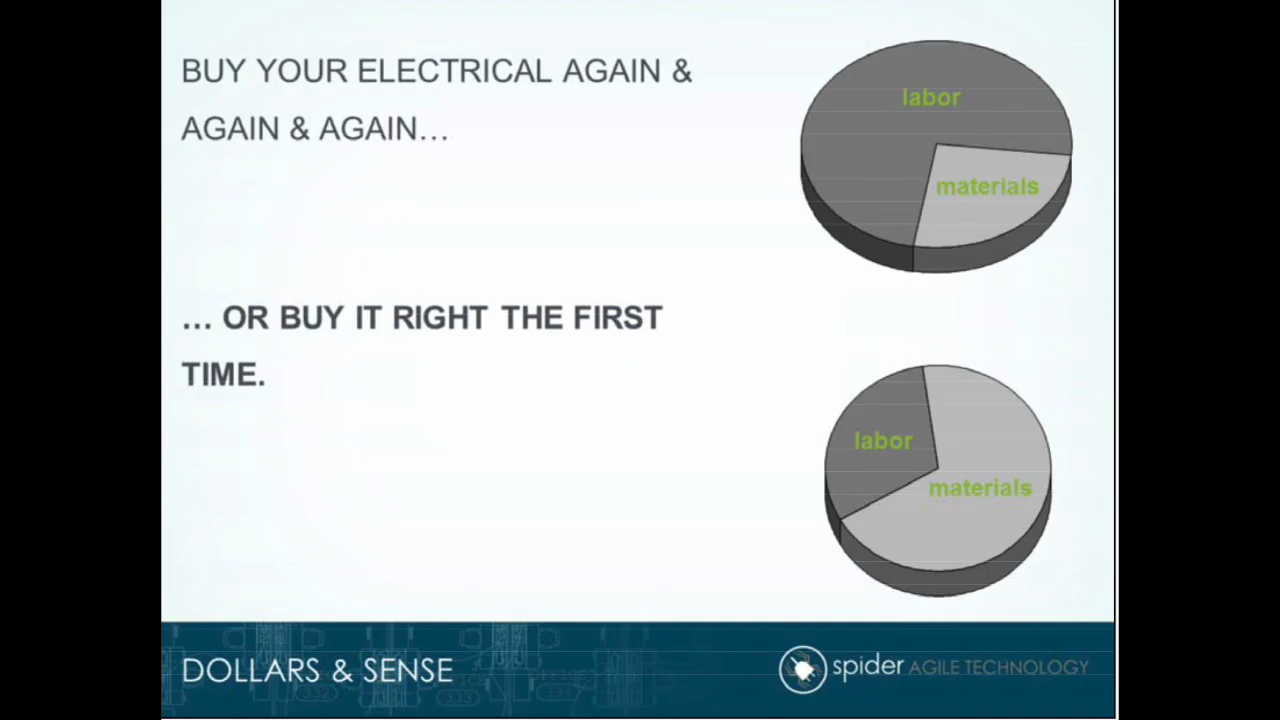 BUY YOUR ELECTRICAL AGAIN &
AGAIN & AGAIN…
labor
materials
… OR BUY IT RIGHT THE FIRST
TIME.
labor
materials
DOLLARS & SENSE
spider AGILE TECHNOLOGY